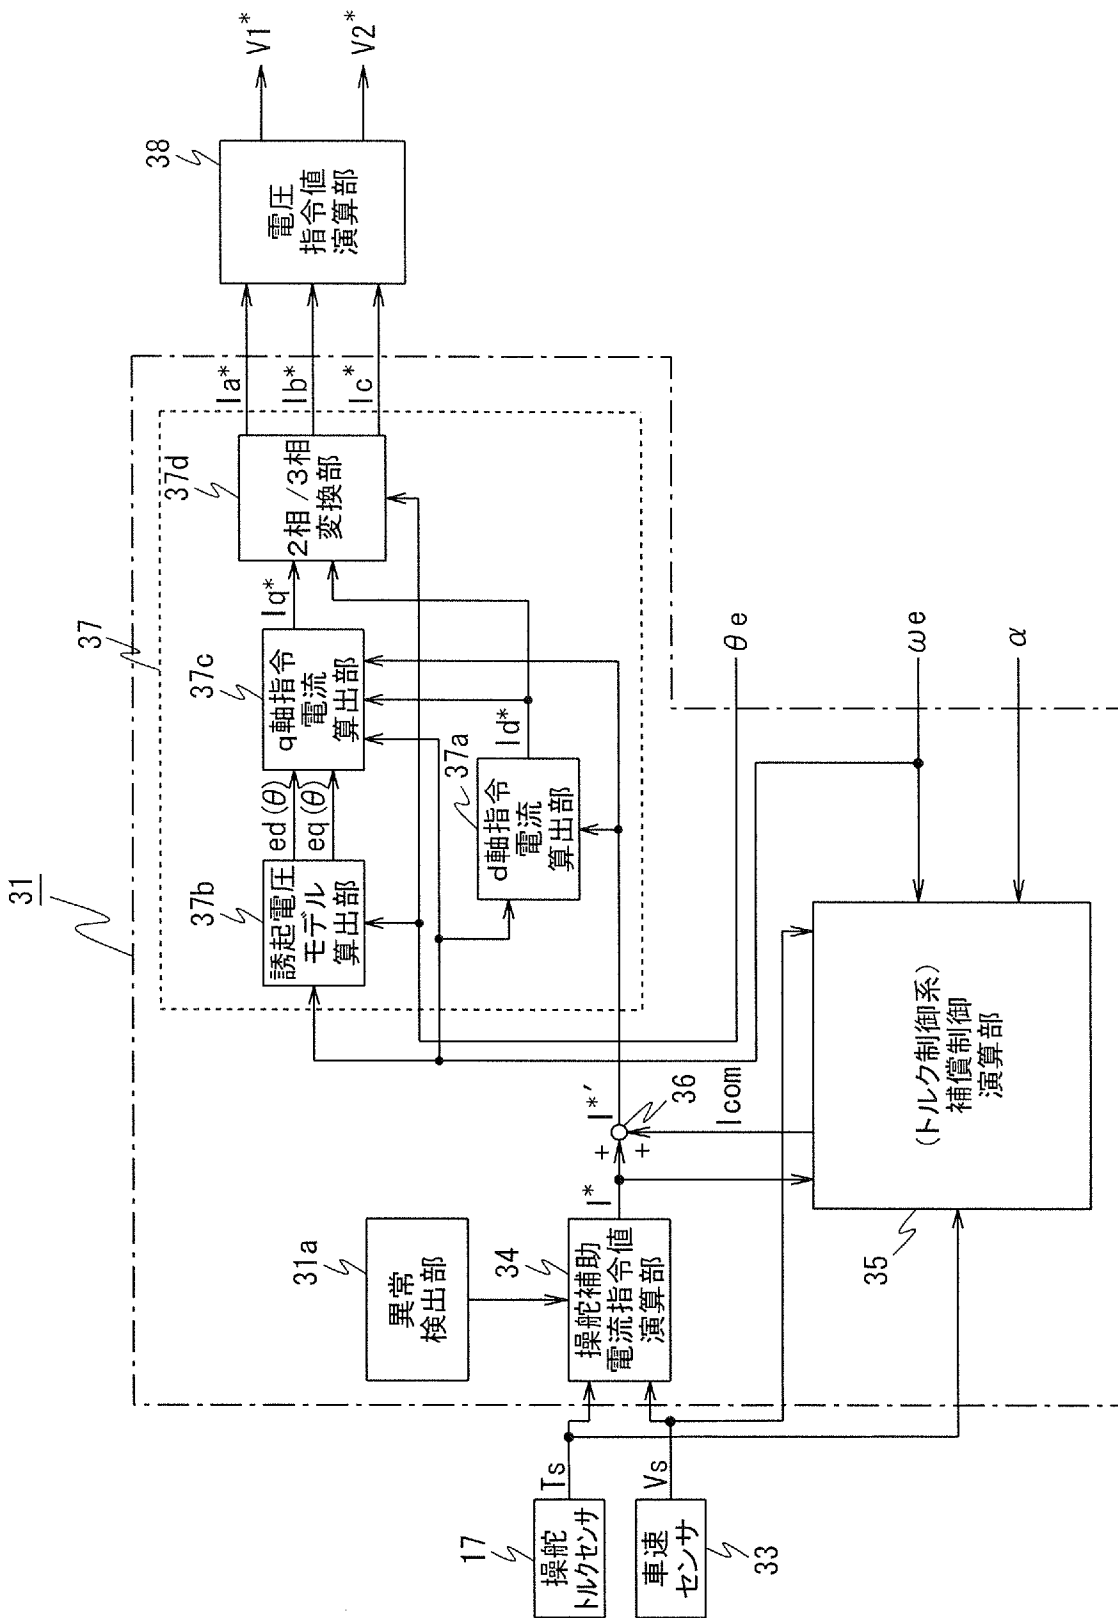 31
37
17
操舵
トルクセンサ
Ts
車速
センサ
33
Vs
31a
異常
検出部
34
操舵補助
電流指令値
演算部
I*
+
+
I*'
36
Icom
35
(トルク制御系)
補償制御
演算部
θe
ωe
α
37b
誘起電圧
モデル
算出部
ed(θ)
eq(θ)
37a
d軸指令
電流
算出部
Id*
37c
q軸指令
電流
算出部
Iq*
37d
2相/3相
変換部
Ia*
Ib*
Ic*
38
電圧
指令値
演算部
V1*
V2*